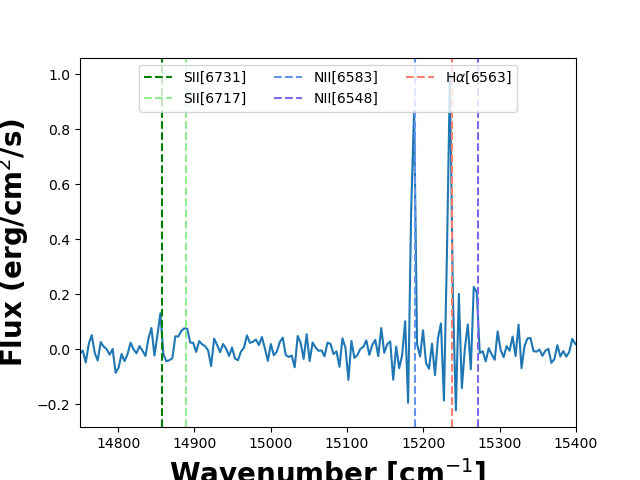 SII[6731] NII[6583] Hα[6563]
SII[6717] NII[6548]
1.0
0.8
0.6
0.4
0.2
0.0
−0.2
Flux (erg/cm²/s)
14800 14900 15000 15100 15200 15300 15400
Wavenumber [cm⁻¹]